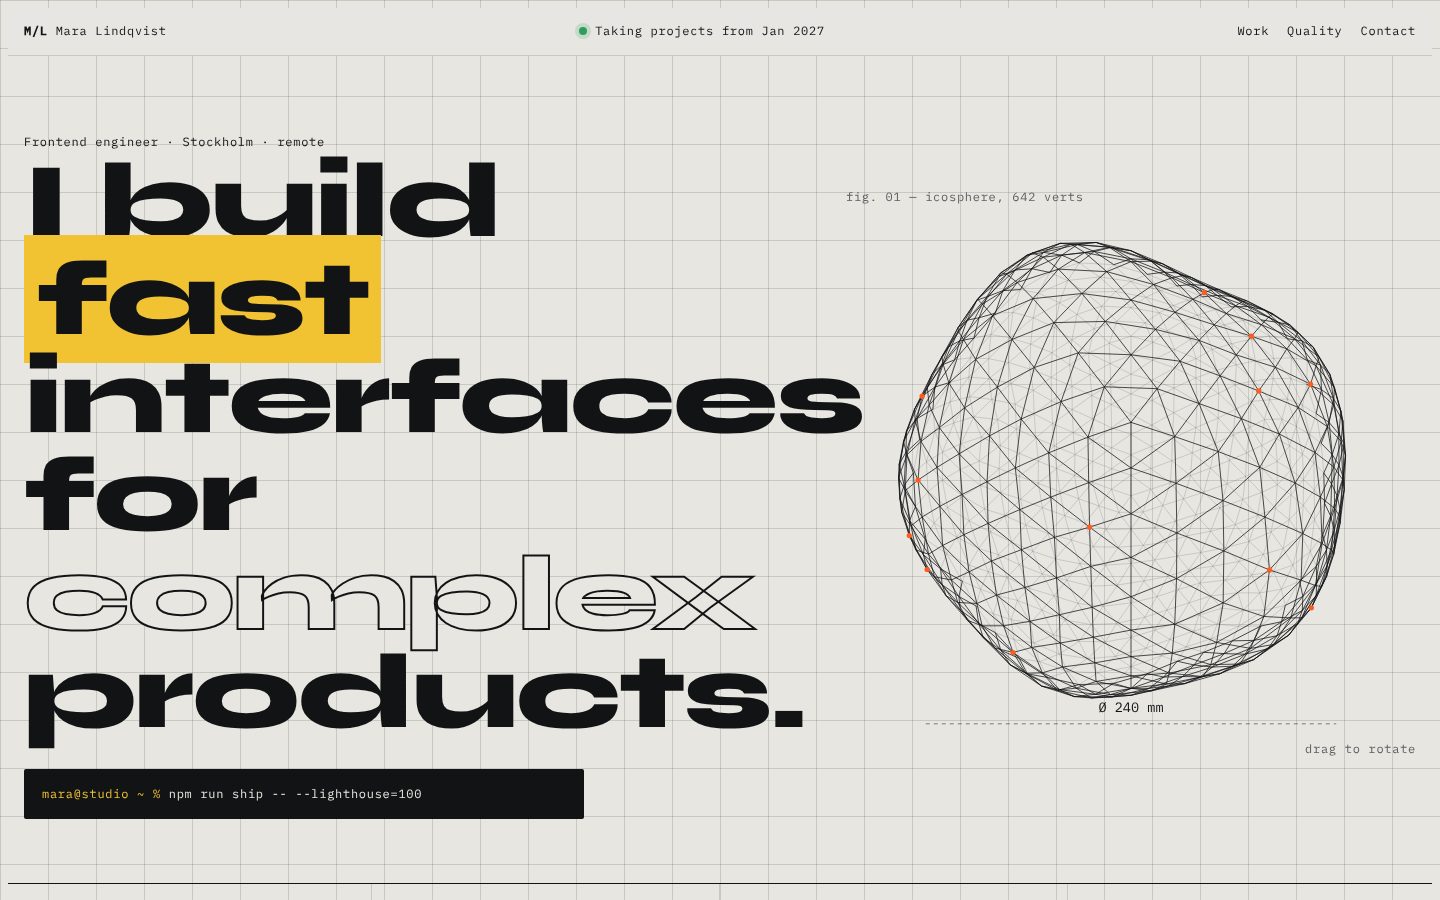 M/L Mara Lindqvist
Taking projects from Jan 2027
Work Quality Contact
Frontend engineer · Stockholm · remote
I build
fast
interfaces
for
complex
products.
mara@studio ~ % npm run ship -- --lighthouse=100
fig. 01 — icosphere, 642 verts
Ø 240 mm
drag to rotate